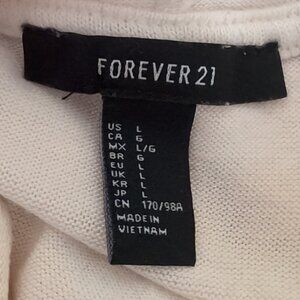 FOREVER 21
US L
CA G
MX L/G
BR G
EU L
UK L
KR L
JP L
CN 170/98A
MADE IN
VIETNAM